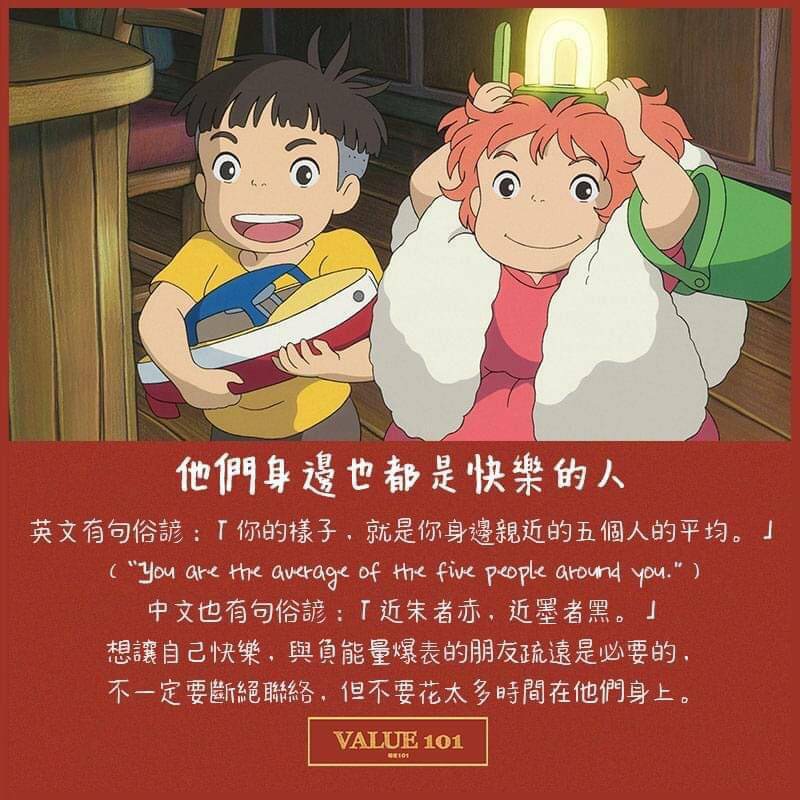 他們身邊也都是快樂的人
英文有句俗諺：「你的樣子，就是你身邊親近的五個人的平均。」
（“You are the average of the five people around you.”）
中文也有句俗諺：「近朱者赤，近墨者黑。」
想讓自己快樂，與負能量爆表的朋友疏遠是必要的，
不一定要斷絕聯絡，但不要花太多時間在他們身上。
VALUE 101